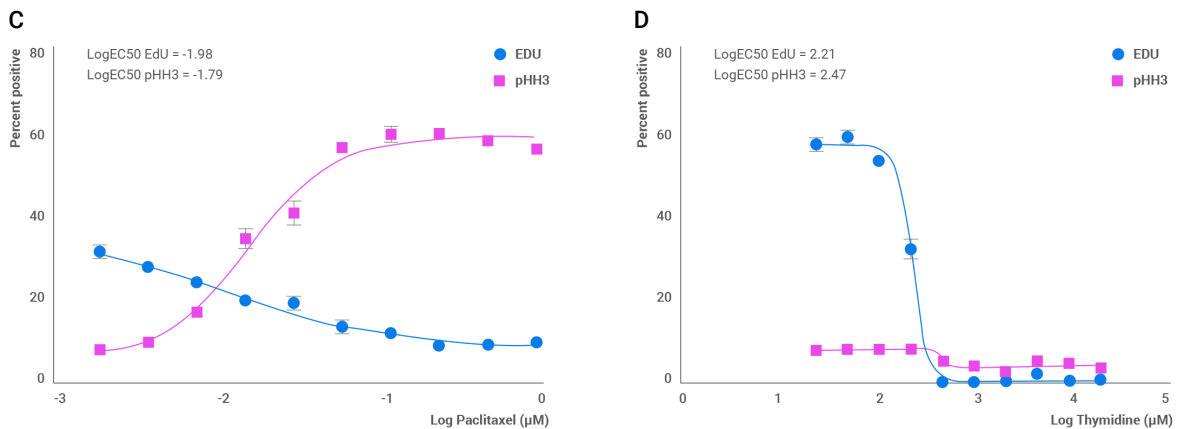 C
LogEC50 EdU = -1.98
LogEC50 pHH3 = -1.79
EDU
pHH3
Percent positive
80
60
40
20
0
-3
-2
-1
0
Log Paclitaxel (µM)
D
LogEC50 EdU = 2.21
LogEC50 pHH3 = 2.47
EDU
pHH3
Percent positive
80
60
40
20
0
0
1
2
3
4
5
Log Thymidine (µM)